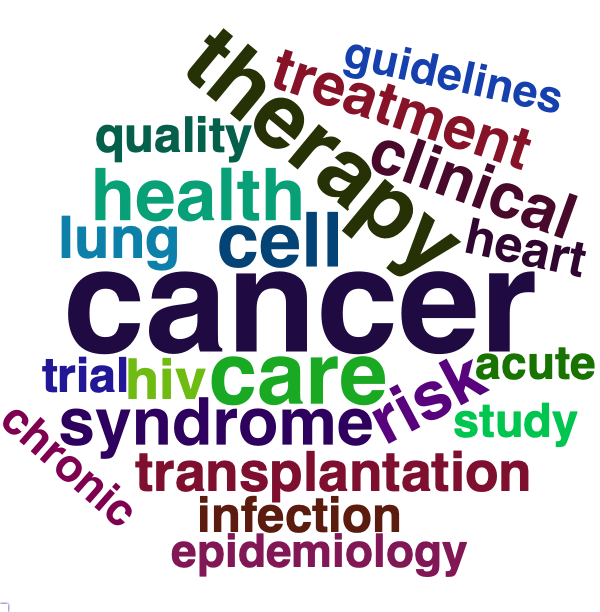 guidelines
therapy
treatment
quality
clinical
health
lung
cell
heart
cancer
trial
hiv
care
acute
risk
syndrome
study
chronic
transplantation
infection
epidemiology